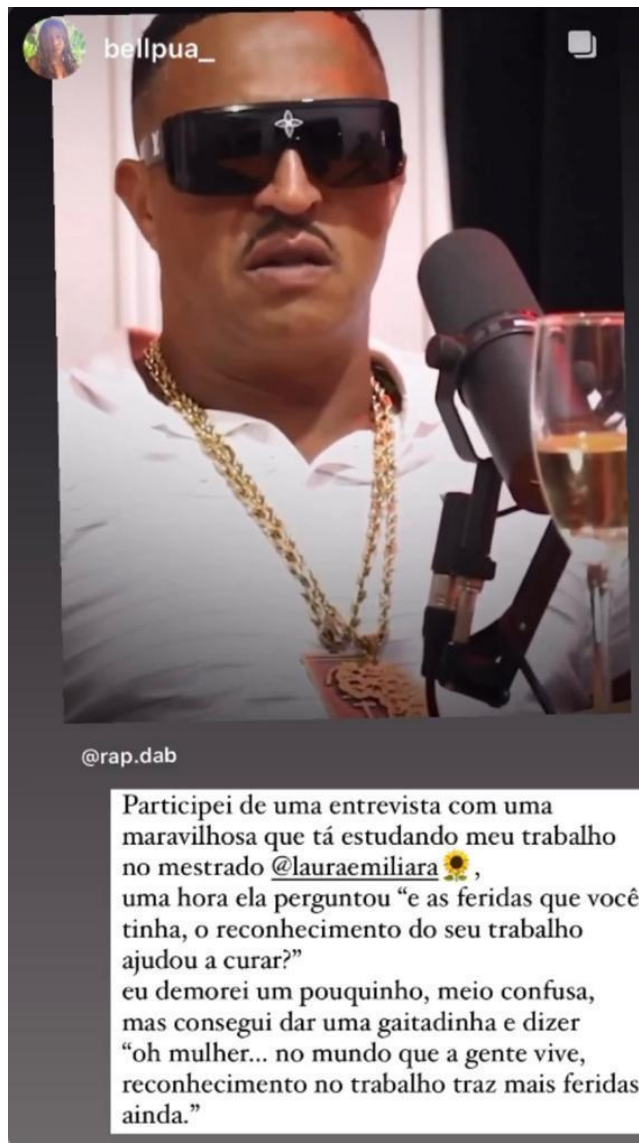 bellpua_
@rap.dab
Participei de uma entrevista com uma
maravilhosa que tá estudando meu trabalho
no mestrado @lauraemiliara🌻,
uma hora ela perguntou “e as feridas que você
tinha, o reconhecimento do seu trabalho
ajudou a curar?”
eu demorei um pouquinho, meio confusa,
mas consegui dar uma gaitadinha e dizer
“oh mulher... no mundo que a gente vive,
reconhecimento no trabalho traz mais feridas
ainda.”